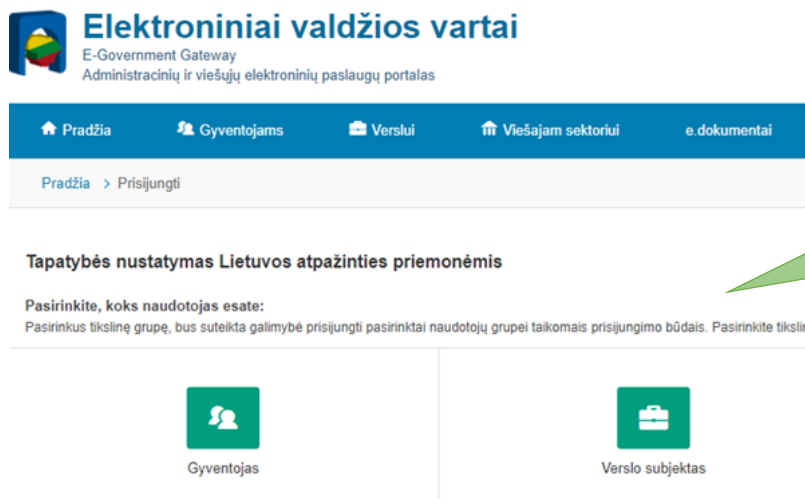 Elektroniniai valdžios vartai
E-Government Gateway
Administracinių ir viešųjų elektroninių paslaugų portalas
Pradžia Gyventojams Verslui Viešajam sektoriui e.dokumentai
Pradžia > Prisijungti
Tapatybės nustatymas Lietuvos atpažinties priemonėmis
Pasirinkite, koks naudotojas esate:
Pasirinkus tikslinę grupę, bus suteikta galimybė prisijungti pasirinktai naudotojų grupei taikomais prisijungimo būdais. Pasirinkite
Gyventojas Verslo subjektas